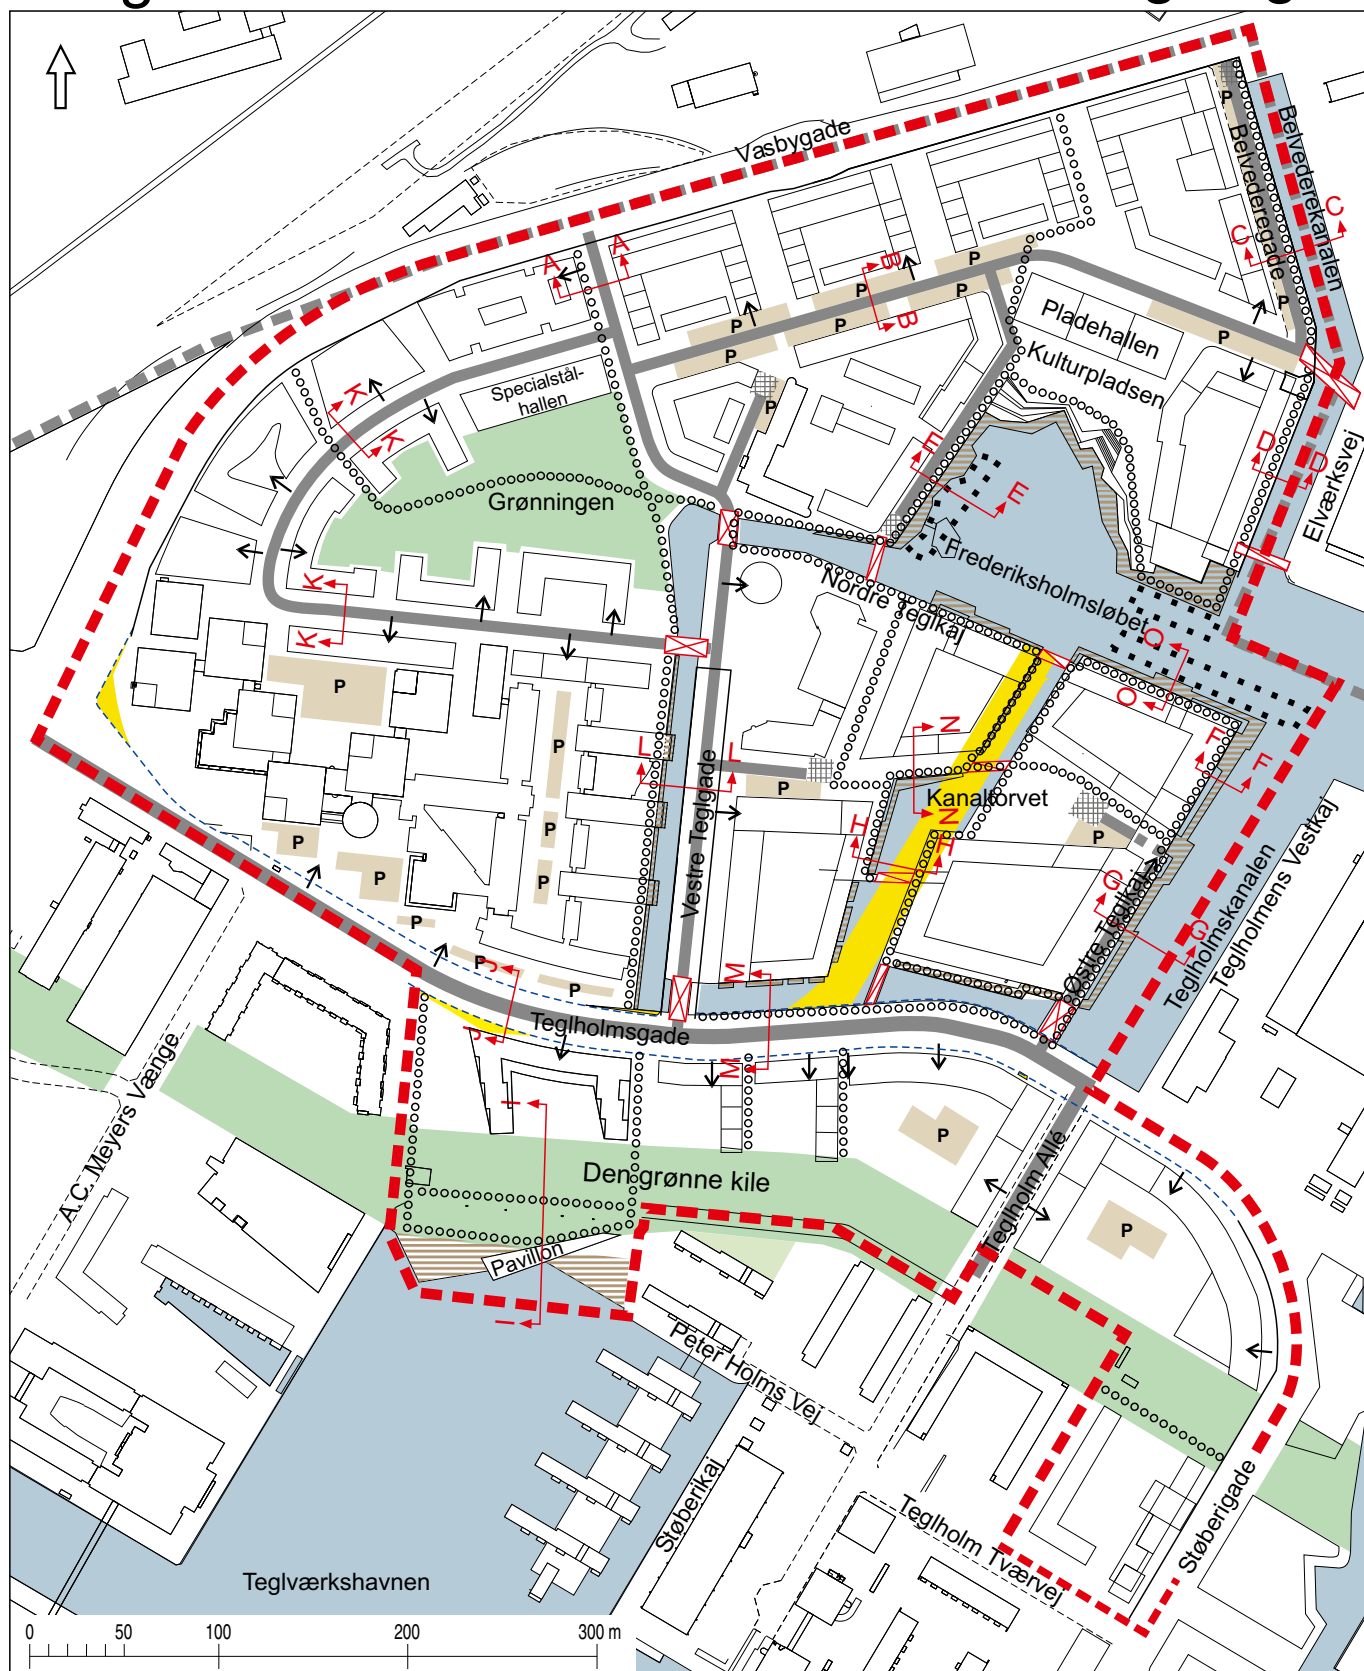 Vasbygade
Belvederekanalen
P
Belvederegade
C
C
A
A
B
P
P
P
P
B
P
P
P
P
P
Pladehallen
Kulturpladsen
Specialstål-
hallen
P
K
K
E
E
D
D
Elværksvej
Grønningen
Frederiksholmsløbet
Nordre Teglkaj
K
K
O
O
P
P
L
L
N
N
F
F
Vestre Teglgade
P
Kanaltorvet
P
H
H
P
P
P
P
P
P
P
G
G
Østre Teglkaj
Teglholmskanalen
Teglholmens Vestkaj
J
J
M
M
Teglholmsgade
A.C. Meyers Vænge
I
I
P
Den grønne kile
Teglholm Allé
P
Pavillon
Peter Holms Vej
Støberikaj
Teglholm Tværvej
Støberigade
Teglværkshavnen
0 50 100 200 300 m